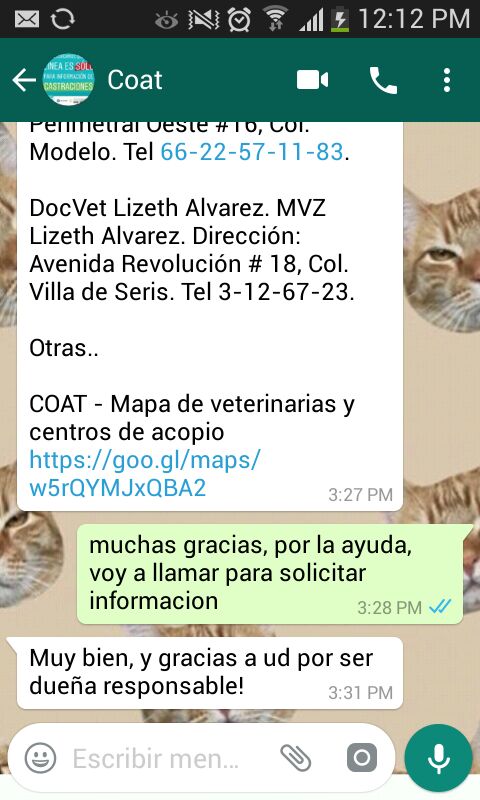 12:12 PM
LINEA ES SOLO
PARA INFORMACIÓN DE
CASTRACIONES
Coat
Perimetral Oeste #16, Col.
Modelo. Tel 66-22-57-11-83.
DocVet Lizeth Alvarez. MVZ
Lizeth Alvarez. Dirección:
Avenida Revolución # 18, Col.
Villa de Seris. Tel 3-12-67-23.
Otras..
COAT - Mapa de veterinarias y
centros de acopio
https://goo.gl/maps/
w5rQYMJxQBA2
3:27 PM
muchas gracias, por la ayuda,
voy a llamar para solicitar
informacion
3:28 PM
Muy bien, y gracias a ud por ser
dueña responsable!
3:31 PM
Escribir men...